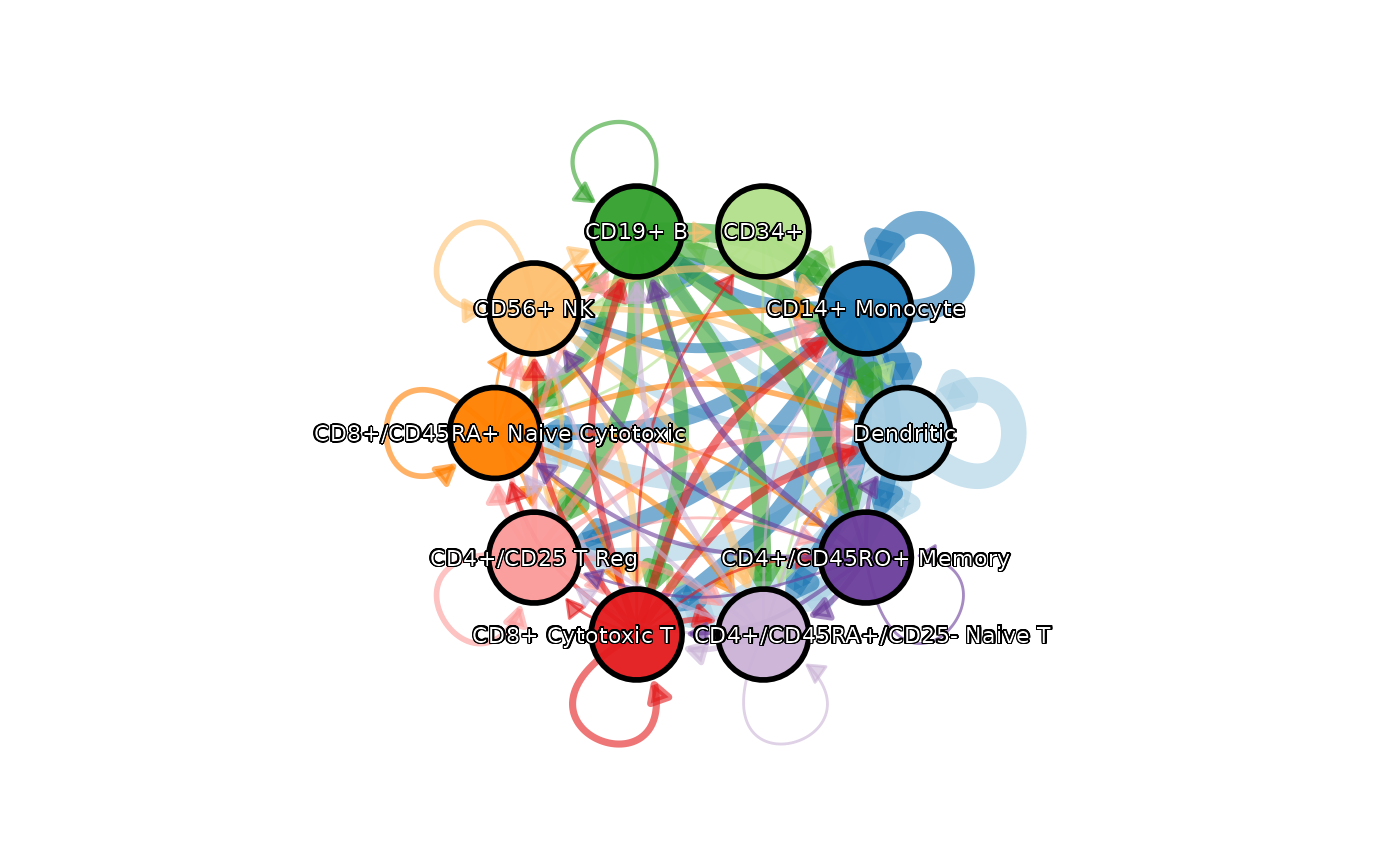 CD19+ B
CD34+
CD56+ NK
CD14+ Monocyte
CD8+/CD45RA+ Naive Cytotoxic
Dendritic
CD4+/CD25 T Reg
CD4+/CD45RO+ Memory
CD8+ Cytotoxic T
CD4+/CD45RA+/CD25- Naive T